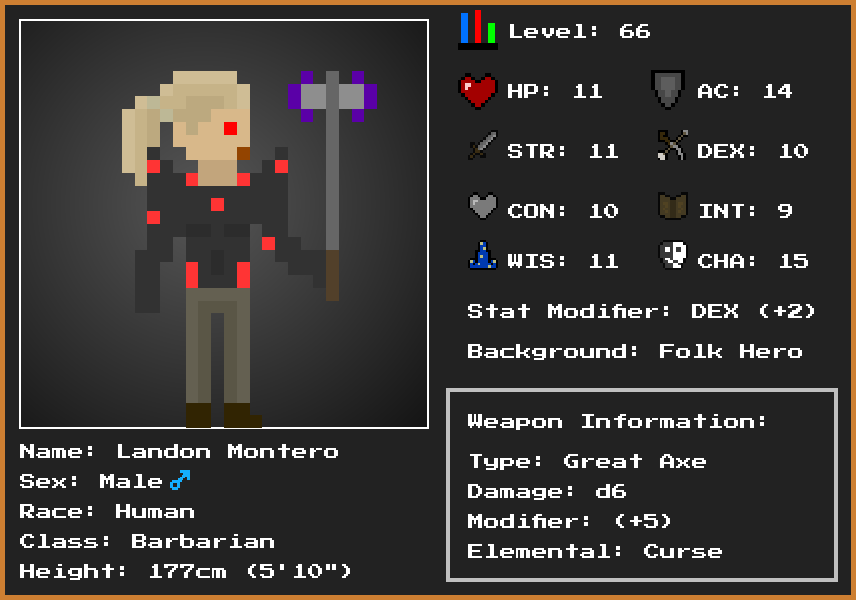 Level: 66
HP: 11 AC: 14
STR: 11 DEX: 10
CON: 10 INT: 9
WIS: 11 CHA: 15
Stat Modifier: DEX (+2)
Background: Folk Hero
Weapon Information:
Type: Great Axe
Damage: d6
Modifier: (+5)
Elemental: Curse
Name: Landon Montero
Sex: Male ♂
Race: Human
Class: Barbarian
Height: 177cm (5'10")